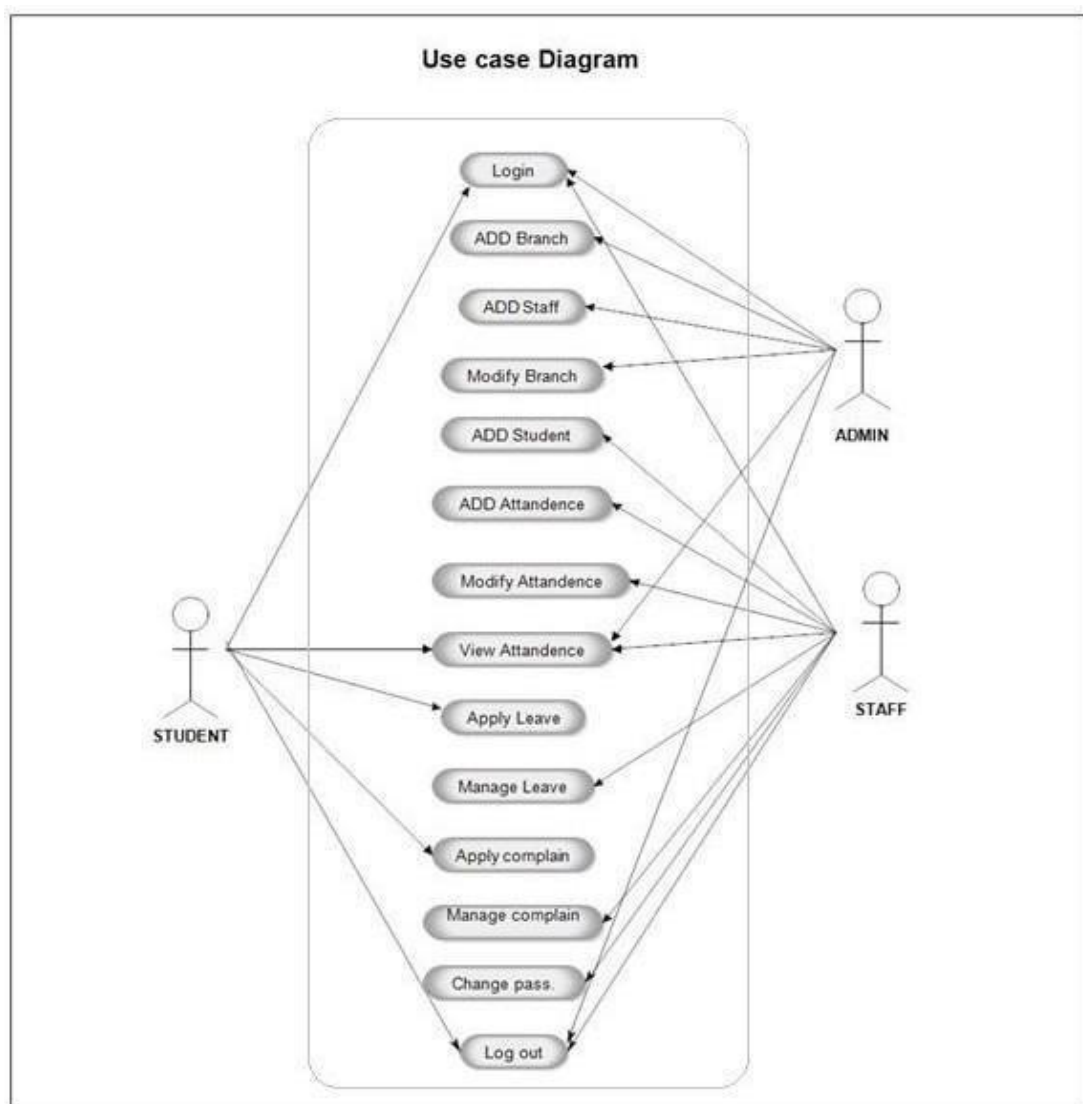 Use case Diagram
Login
ADD Branch
ADD Staff
Modify Branch
ADD Student
ADMIN
ADD Attandence
Modify Attandence
View Attandence
STAFF
Apply Leave
STUDENT
Manage Leave
Apply complain
Manage complain
Change pass.
Log out